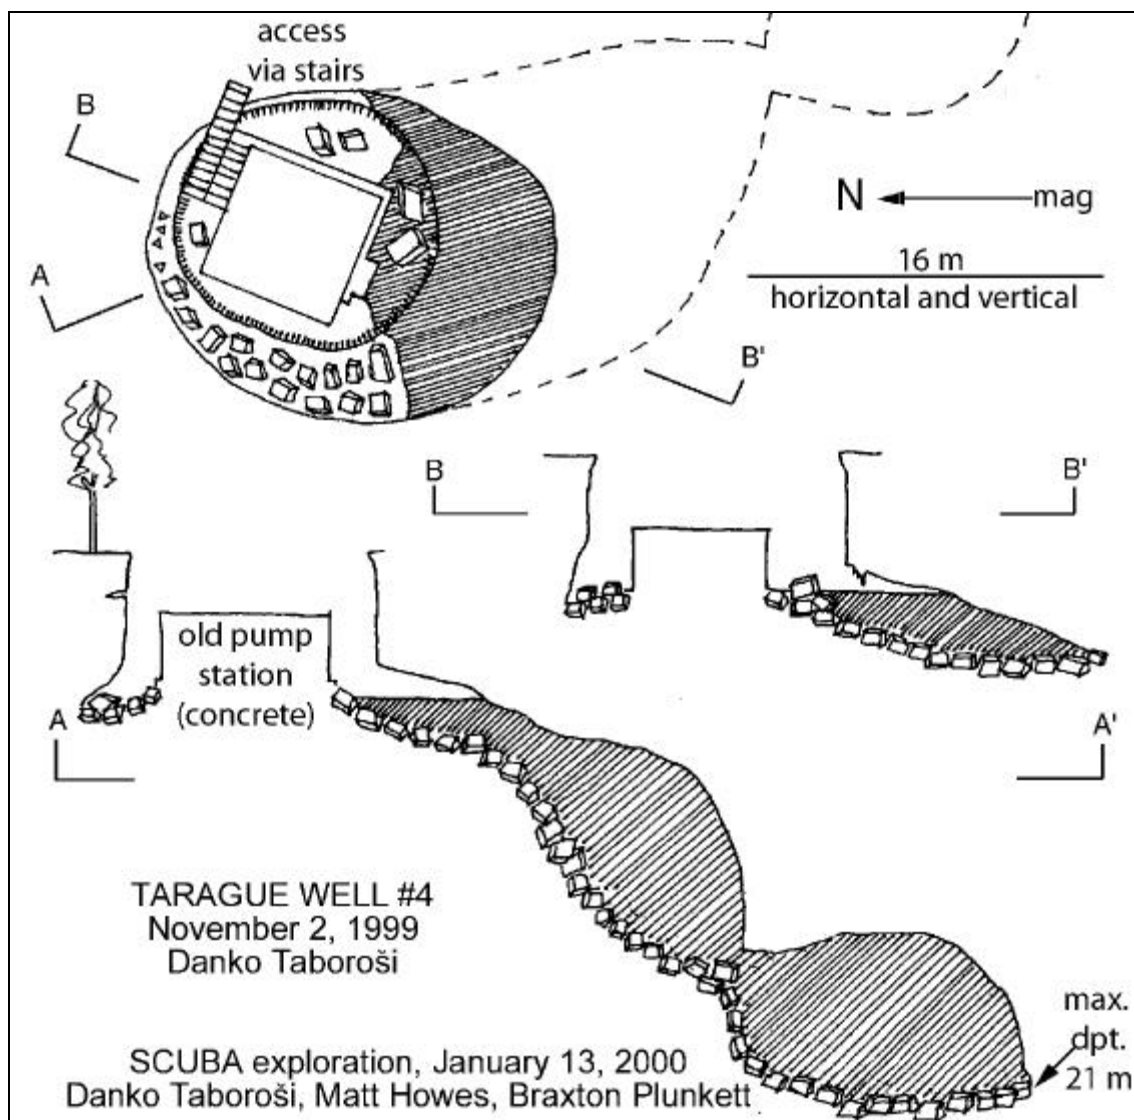 access
via stairs
B
N
mag
A
16 m
horizontal and vertical
B'
B
B'
old pump
station
(concrete)
A
A'
TARAGUE WELL #4
November 2, 1999
Danko Taboroši
max.
dpt.
21 m
SCUBA exploration, January 13, 2000
Danko Taboroši, Matt Howes, Braxton Plunkett